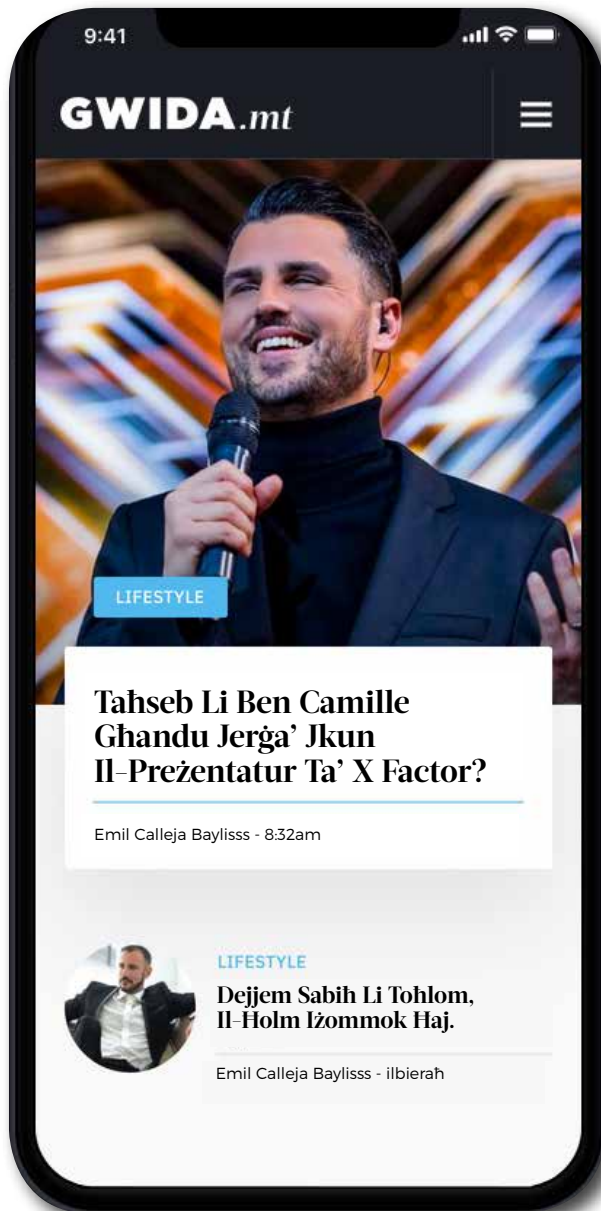 9:41
GWIDA.mt
LIFESTYLE
Taħseb Li Ben Camille
Għandu Jerġa’ Jkun
Il-Preżentatur Ta’ X Factor?
Emil Calleja Baylisss - 8:32am
LIFESTYLE
Dejjem Sabiħ Li Toħlom,
Il-Ħolm Iżommok Ħaj.
Emil Calleja Baylisss - ilbieraħ